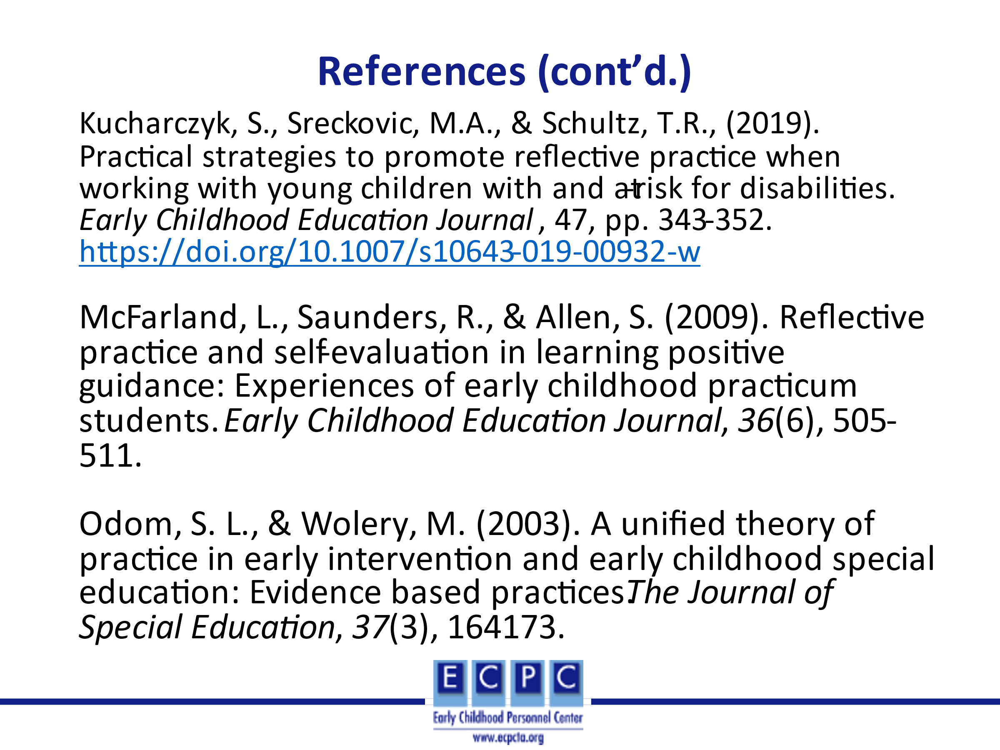 References (cont’d.)
Kucharczyk, S., Sreckovic, M.A., & Schultz, T.R., (2019).
Practical strategies to promote reflective practice when
working with young children with and at-risk for disabilities.
Early Childhood Education Journal, 47, pp. 343-352.
https://doi.org/10.1007/s10643-019-00932-w
McFarland, L., Saunders, R., & Allen, S. (2009). Reflective
practice and self-evaluation in learning positive
guidance: Experiences of early childhood practicum
students. Early Childhood Education Journal, 36(6), 505-
511.
Odom, S. L., & Wolery, M. (2003). A unified theory of
practice in early intervention and early childhood special
education: Evidence based practices. The Journal of
Special Education, 37(3), 164173.
E C P C
Early Childhood Personnel Center
www.ecpcta.org